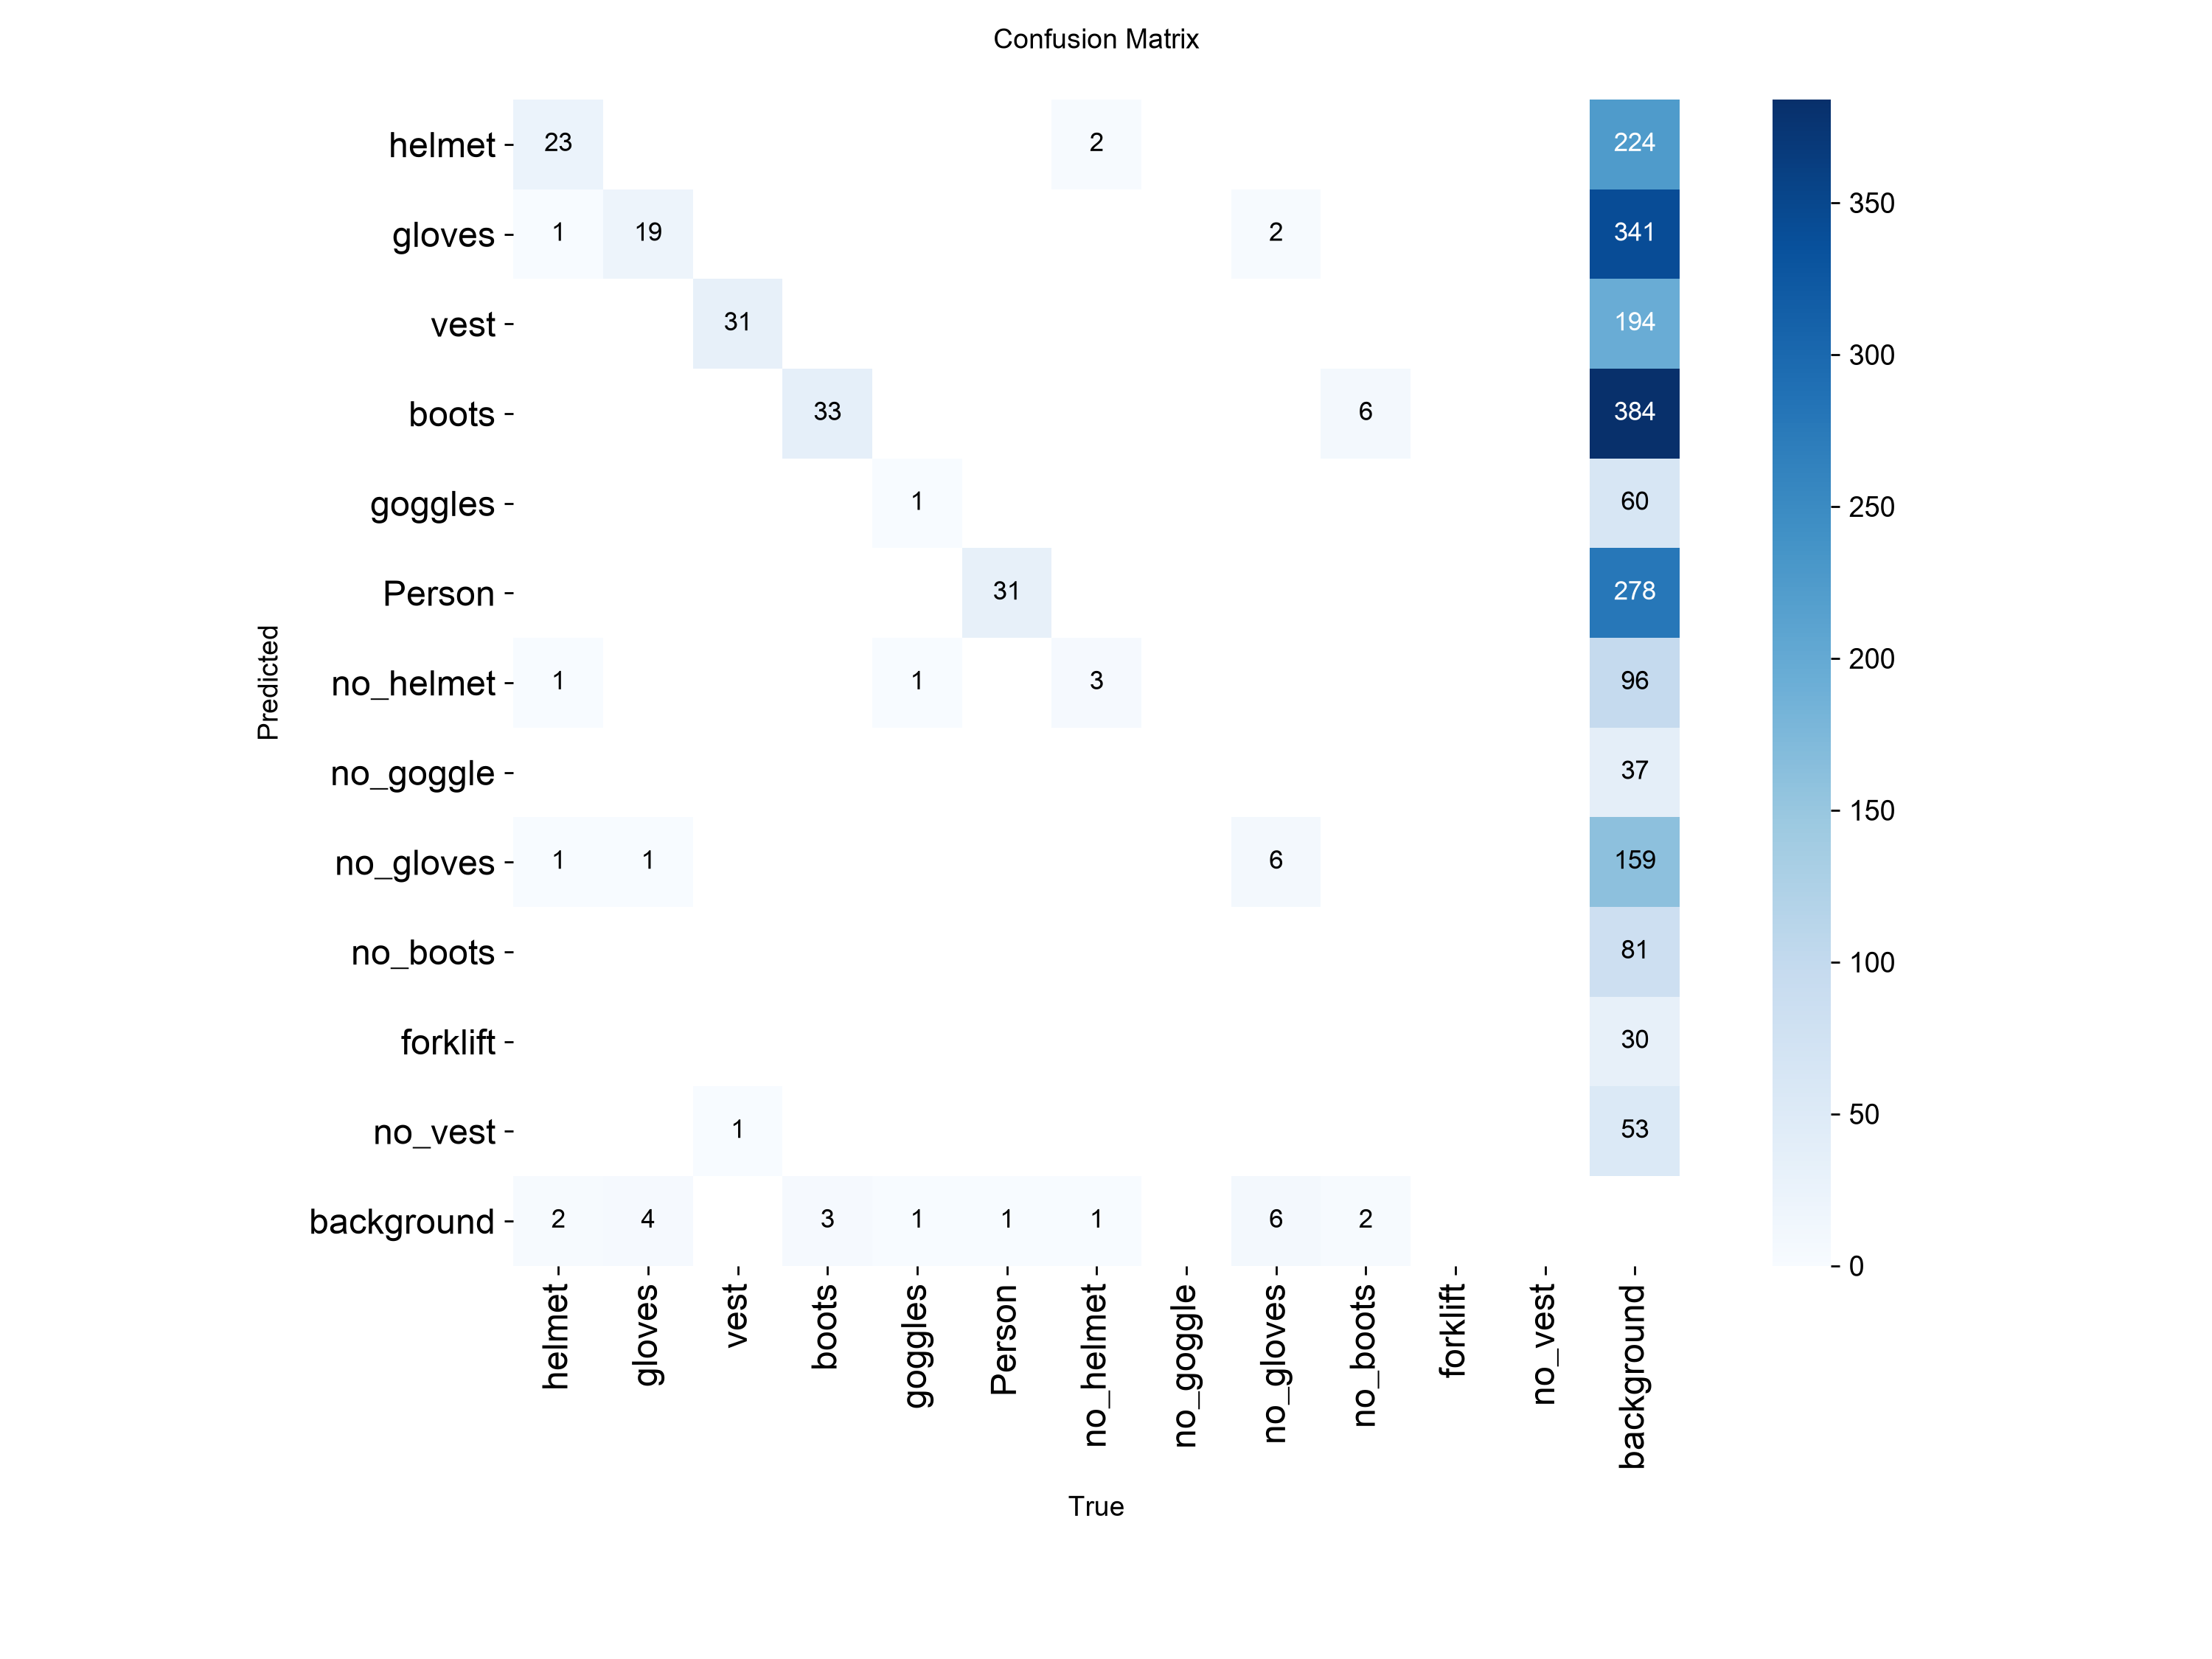 Confusion Matrix
helmet 23 2 224
gloves 1 19 2 341
vest 31 194
boots 33 6 384
goggles 1 60
Person 31 278
no_helmet 1 1 3 96
no_goggle 37
no_gloves 1 1 6 159
no_boots 81
forklift 30
no_vest 1 53
background 2 4 3 1 1 1 6 2
helmet gloves vest boots goggles Person no_helmet no_goggle no_gloves no_boots forklift no_vest background
True
Predicted
350
300
250
200
150
100
50
0